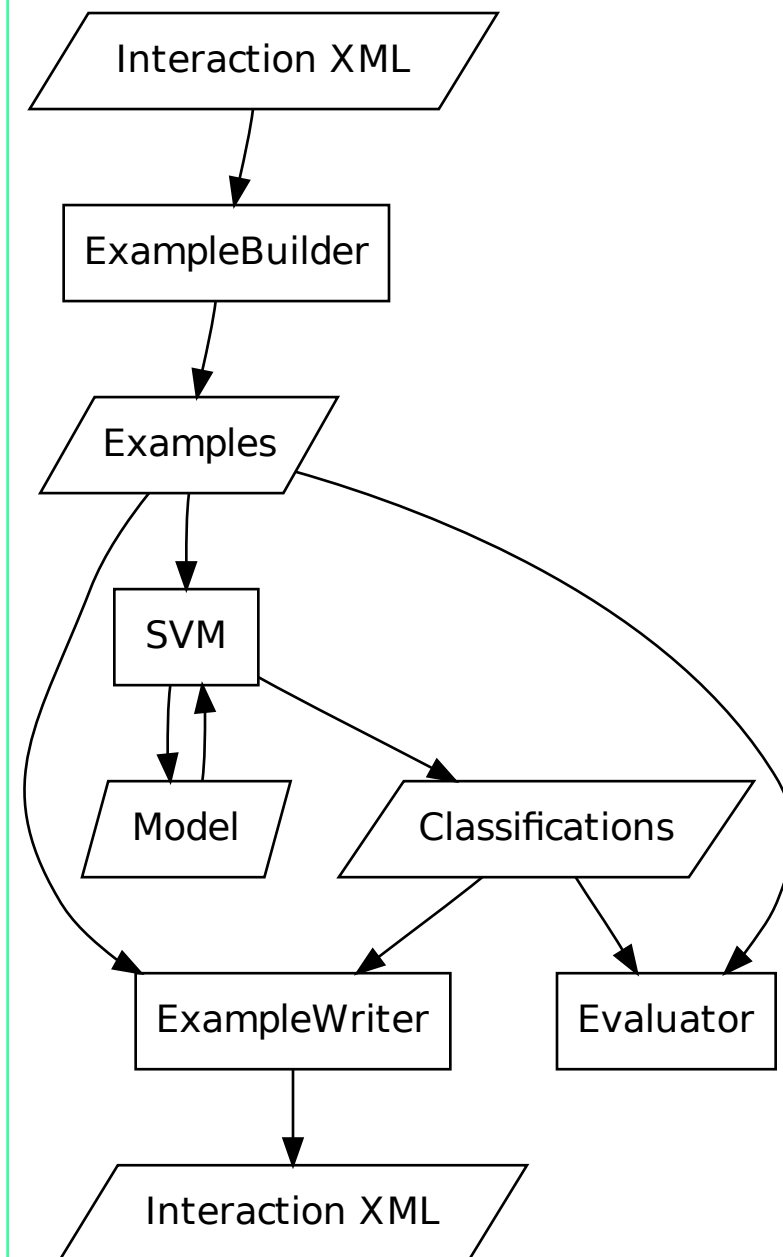 Interaction XML
ExampleBuilder
Examples
SVM
Model
Classifications
ExampleWriter
Evaluator
Interaction XML